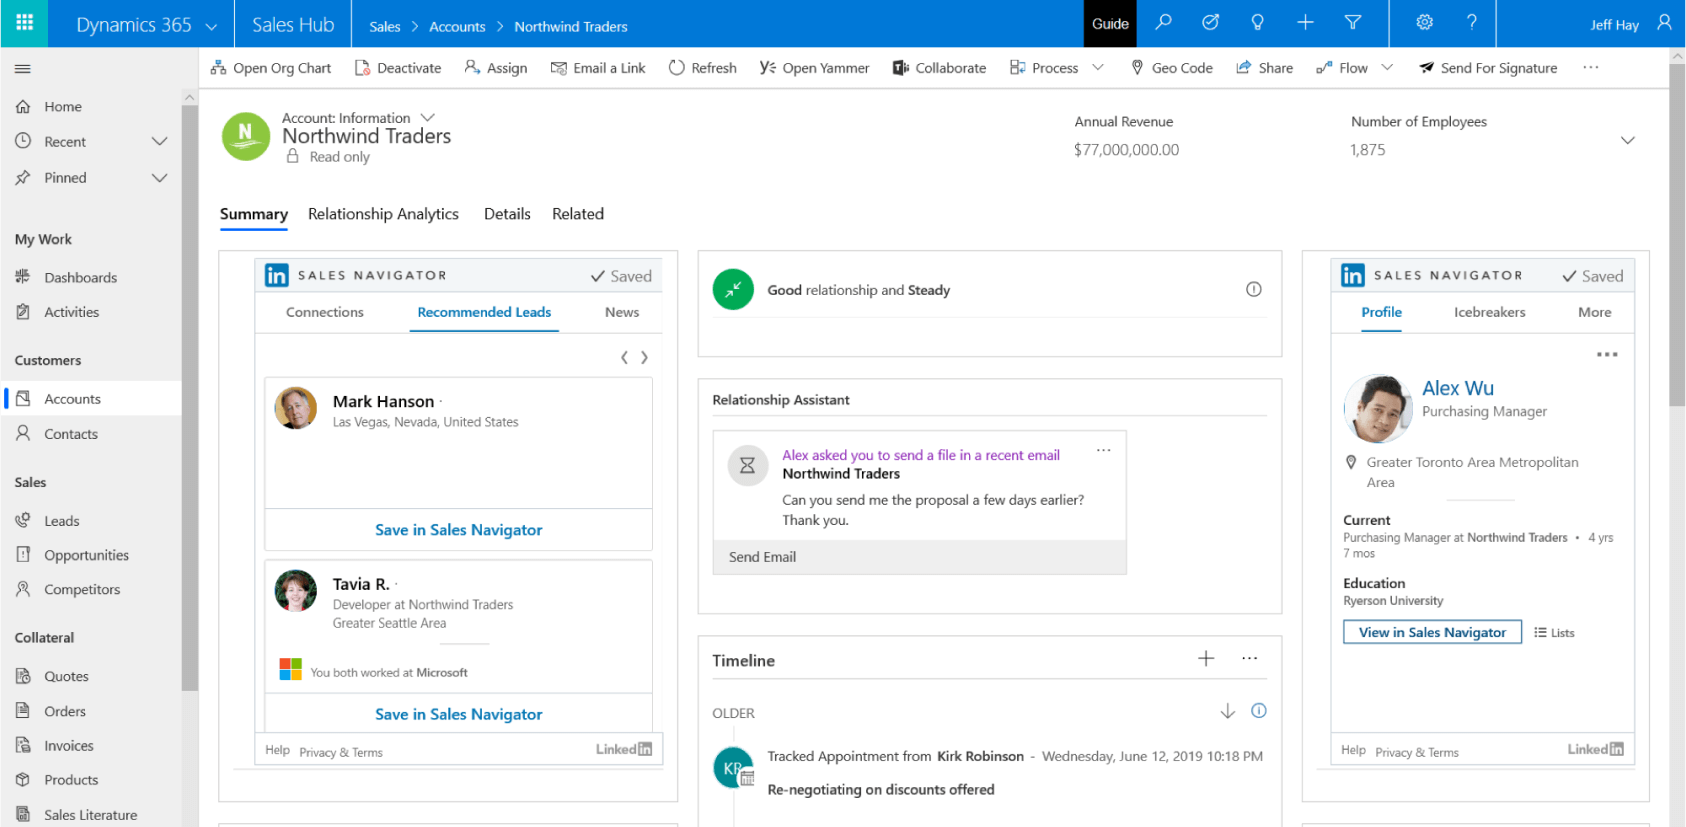 Dynamics 365
Sales Hub
Sales > Accounts > Northwind Traders
Guide
Jeff Hay
Open Org Chart
Deactivate
Assign
Email a Link
Refresh
Open Yammer
Collaborate
Process
Geo Code
Share
Flow
Send For Signature
Home
Recent
Pinned
My Work
Dashboards
Activities
Customers
Accounts
Contacts
Sales
Leads
Opportunities
Competitors
Collateral
Quotes
Orders
Invoices
Products
Sales Literature
N
Account: Information
Northwind Traders
Read only
Annual Revenue
$77,000,000.00
Number of Employees
1,875
Summary
Relationship Analytics
Details
Related
in SALES NAVIGATOR
Saved
Connections
Recommended Leads
News
Mark Hanson ·
Las Vegas, Nevada, United States
Save in Sales Navigator
Tavia R. ·
Developer at Northwind Traders
Greater Seattle Area
You both worked at Microsoft
Save in Sales Navigator
Help
Privacy & Terms
LinkedIn
Good relationship and Steady
Relationship Assistant
Alex asked you to send a file in a recent email
Northwind Traders
Can you send me the proposal a few days earlier?
Thank you.
Send Email
Timeline
OLDER
KR
Tracked Appointment from Kirk Robinson - Wednesday, June 12, 2019 10:18 PM
Re-negotiating on discounts offered
in SALES NAVIGATOR
Saved
Profile
Icebreakers
More
Alex Wu
Purchasing Manager
Greater Toronto Area Metropolitan
Area
Current
Purchasing Manager at Northwind Traders • 4 yrs
7 mos
Education
Ryerson University
View in Sales Navigator
Lists
Help
Privacy & Terms
LinkedIn